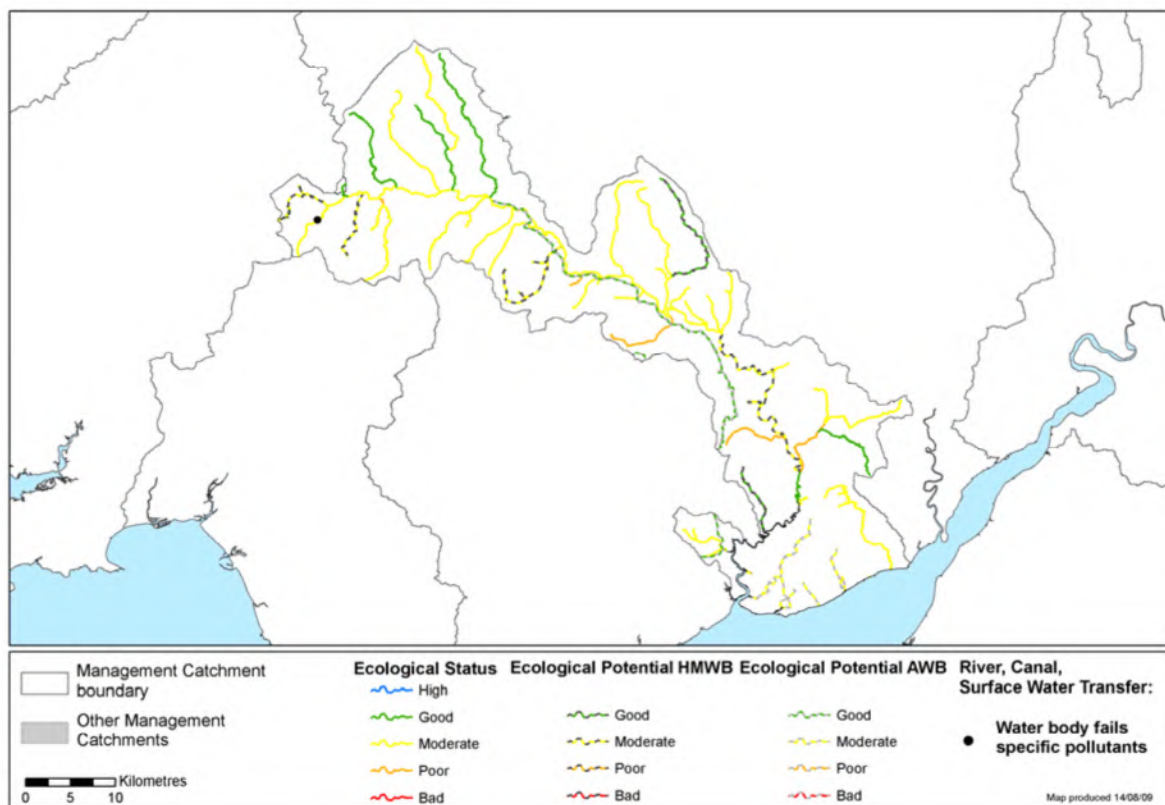 Management Catchment
boundary
Other Management
Catchments
Kilometres
0 5 10
Ecological Status
High
Good
Moderate
Poor
Bad
Ecological Potential HMWB
Good
Moderate
Poor
Bad
Ecological Potential AWB
Good
Moderate
Poor
Bad
River, Canal,
Surface Water Transfer:
Water body fails
specific pollutants
Map produced 14/08/09